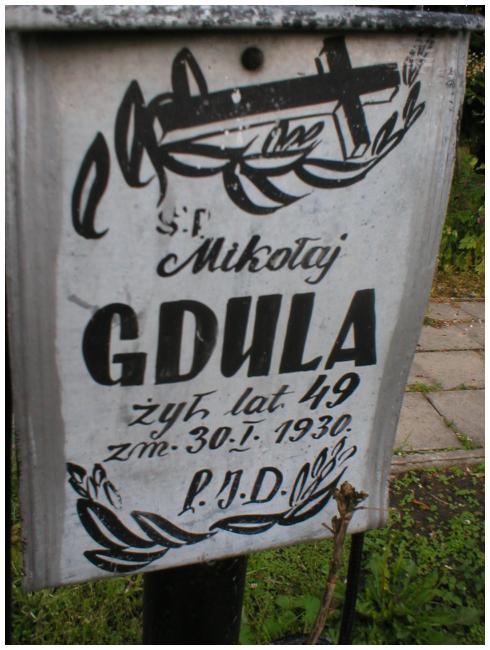 Ś.P.
Mikołaj
GDULA
żył. lat 49
zm. 30.I. 1930.
P.J.D.